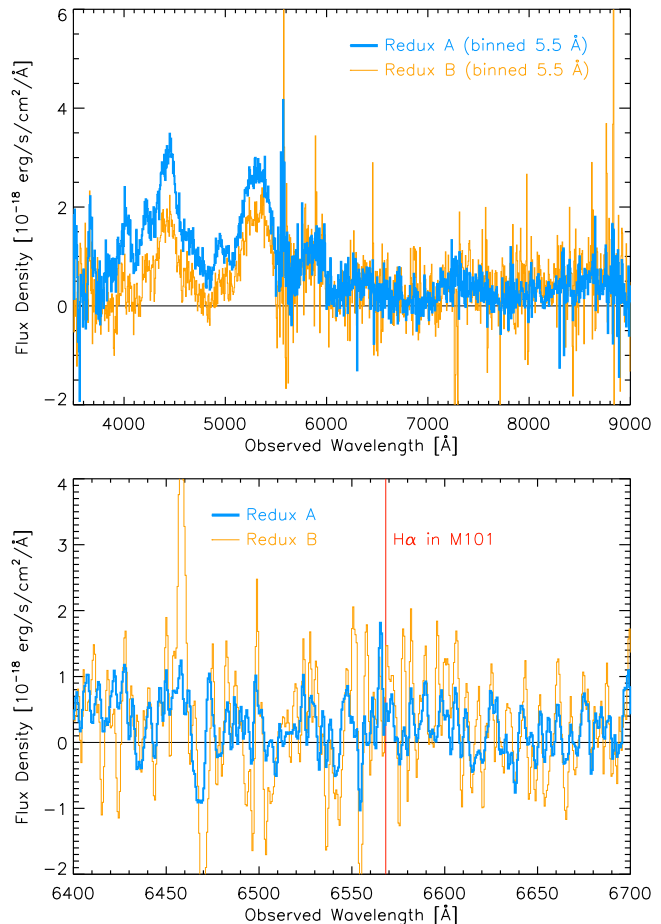 6
4
2
0
−2
Flux Density [10⁻¹⁸ erg/s/cm²/Å]
Redux A (binned 5.5 Å)
Redux B (binned 5.5 Å)
4000 5000 6000 7000 8000 9000
Observed Wavelength [Å]
4
3
2
1
0
−1
−2
Flux Density [10⁻¹⁸ erg/s/cm²/Å]
Redux A
Redux B
Hα in M101
6400 6450 6500 6550 6600 6650 6700
Observed Wavelength [Å]